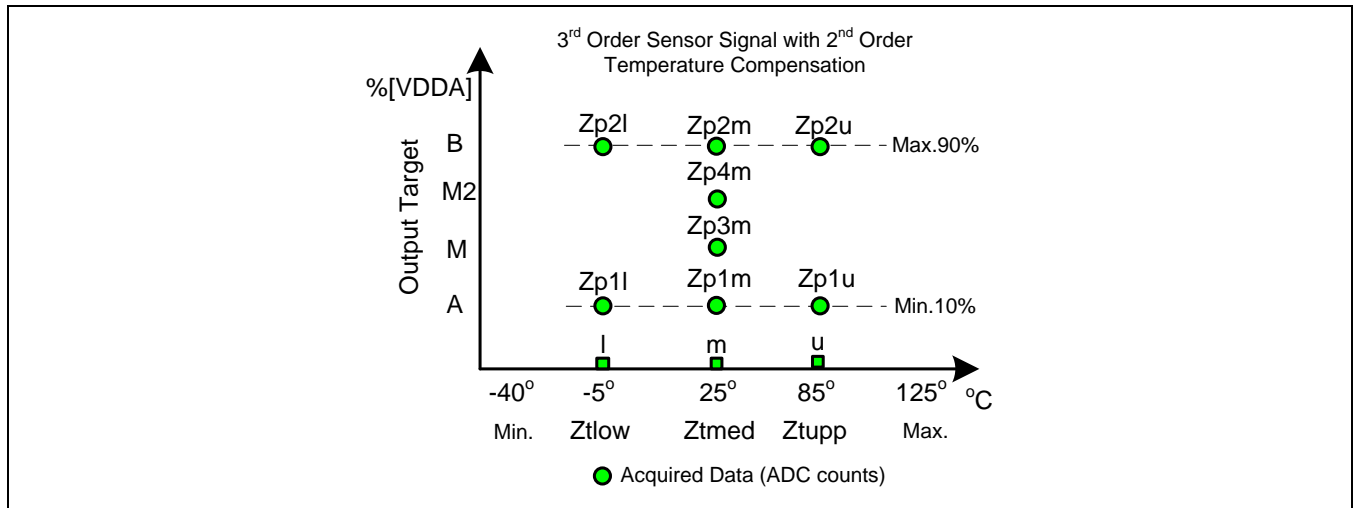 3rd Order Sensor Signal with 2nd Order
Temperature Compensation
%[VDDA]
Output Target
B
Zp2l
Zp2m
Zp2u
Max.90%
M2
Zp4m
M
Zp3m
A
Zp1l
Zp1m
Zp1u
Min.10%
l
m
u
-40° -5° 25° 85° 125° °C
Min. Ztlow Ztmed Ztupp Max.
Acquired Data (ADC counts)